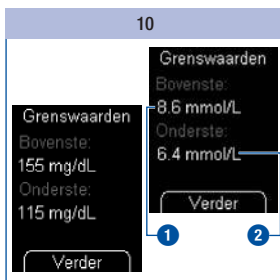 10
Grenswaarden
Bovenste:
155 mg/dL
Onderste:
115 mg/dL
Verder
Grenswaarden
Bovenste:
8.6 mmol/L
Onderste:
6.4 mmol/L
Verder
1
2